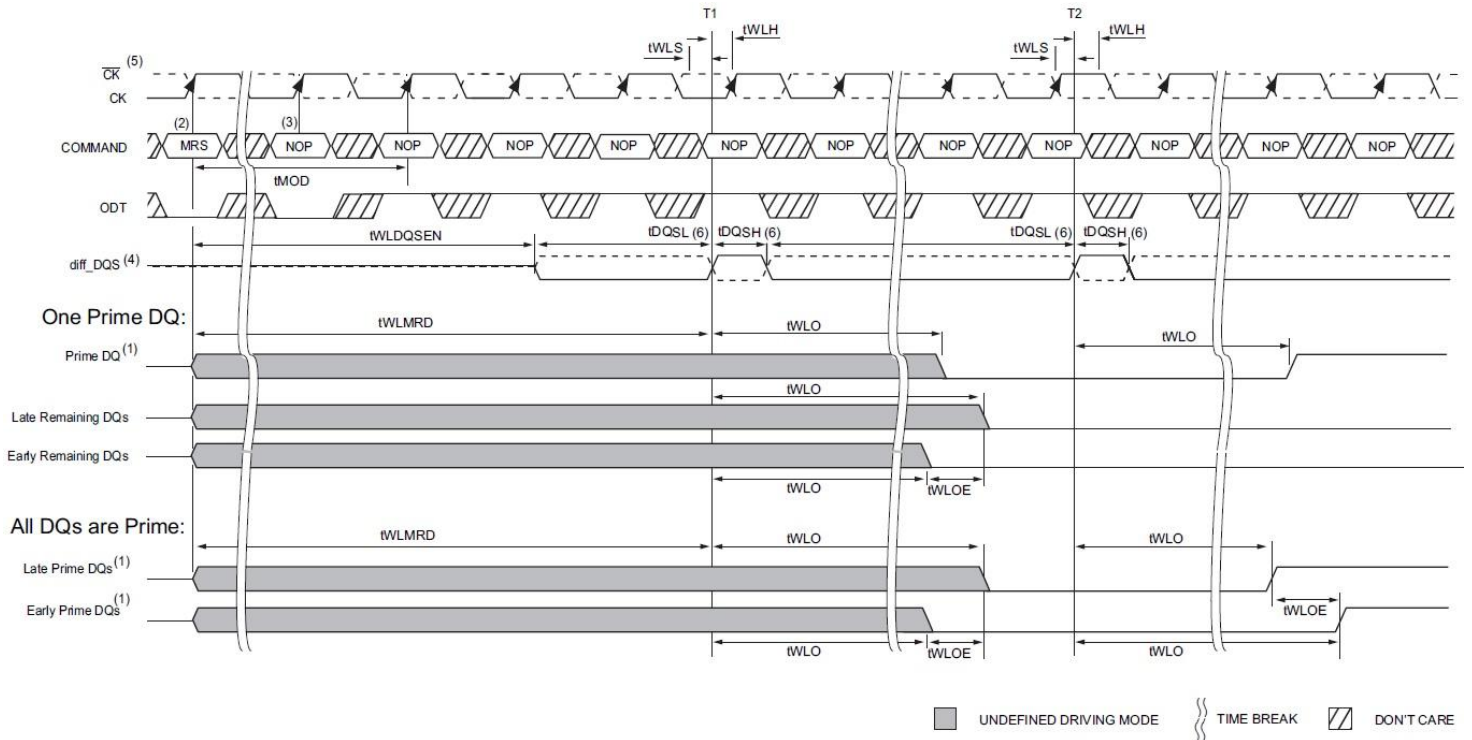 T1
T2
tWLS
tWLH
tWLS
tWLH
CK (5)
CK
COMMAND
(2)
(3)
MRS
NOP
NOP
NOP
NOP
NOP
NOP
NOP
NOP
NOP
NOP
NOP
tMOD
ODT
tWLDQSEN
tDQSL (6)
tDQSH (6)
tDQSL (6)
tDQSH (6)
diff_DQS (4)
One Prime DQ:
tWLMRD
tWLO
tWLO
Prime DQ (1)
tWLO
Late Remaining DQs
Early Remaining DQs
tWLO
tWLOE
All DQs are Prime:
tWLMRD
tWLO
tWLO
Late Prime DQs (1)
tWLOE
Early Prime DQs (1)
tWLO
tWLOE
tWLO
UNDEFINED DRIVING MODE
TIME BREAK
DON'T CARE